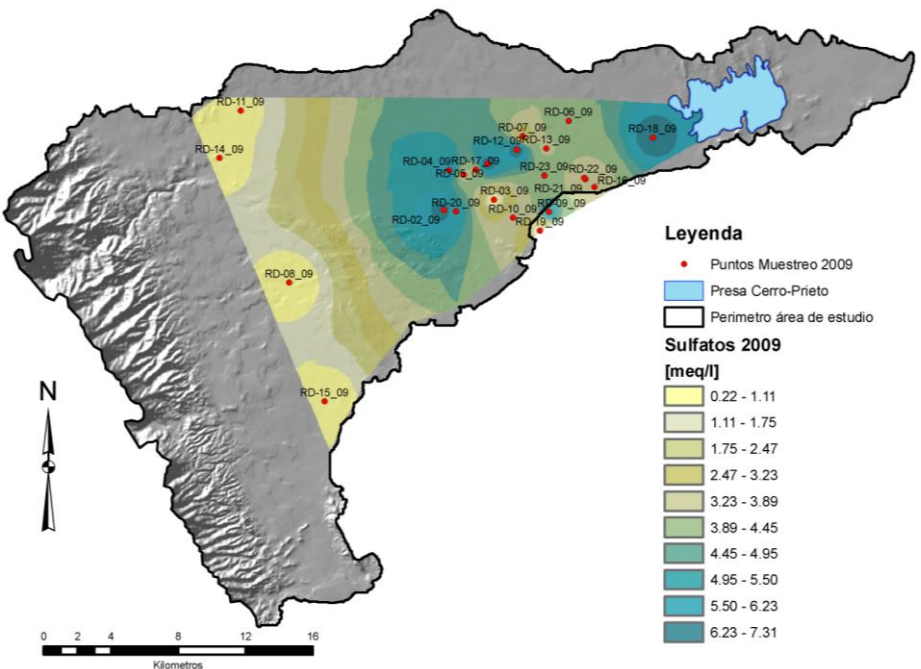 RD-11_09
RD-06_09
RD-07_09
RD-18_09
RD-12_09 RD-13_09
RD-14_09
RD-04_09 RD-17_09
RD-05_09
RD-23_09 RD-22_09
RD-21_09 RD-16_09
RD-03_09
RD-20_09
RD-10_09 RD-09_09
RD-02_09
RD-19_09
RD-08_09
RD-15_09
N
0 2 4 8 12 16
Kilometros
Leyenda
Puntos Muestreo 2009
Presa Cerro-Prieto
Perimetro área de estudio
Sulfatos 2009
[meq/l]
0.22 - 1.11
1.11 - 1.75
1.75 - 2.47
2.47 - 3.23
3.23 - 3.89
3.89 - 4.45
4.45 - 4.95
4.95 - 5.50
5.50 - 6.23
6.23 - 7.31